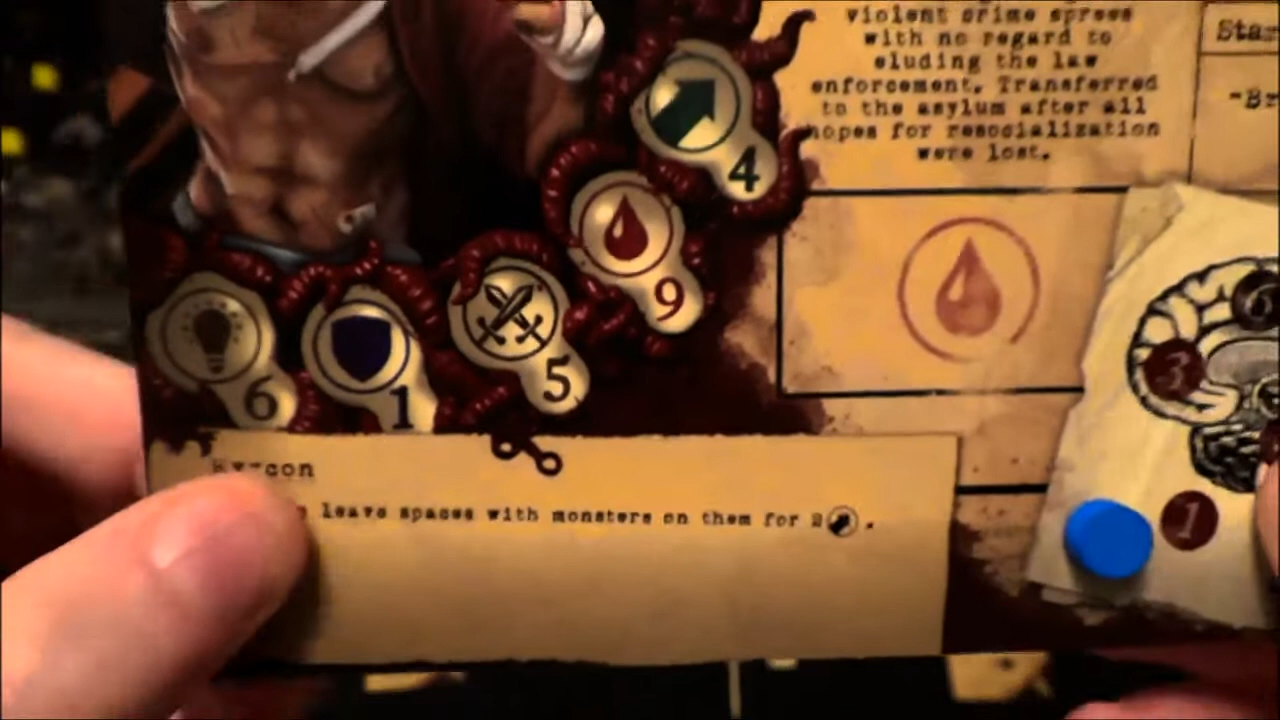 violent crime sprees
with no regard to
eluding the law
enforcement. Transferred
to the asylum after all
hopes for resocialization
were lost.
4
9
5
1
6
6
3
1
leave spaces with monsters on them for 2 .